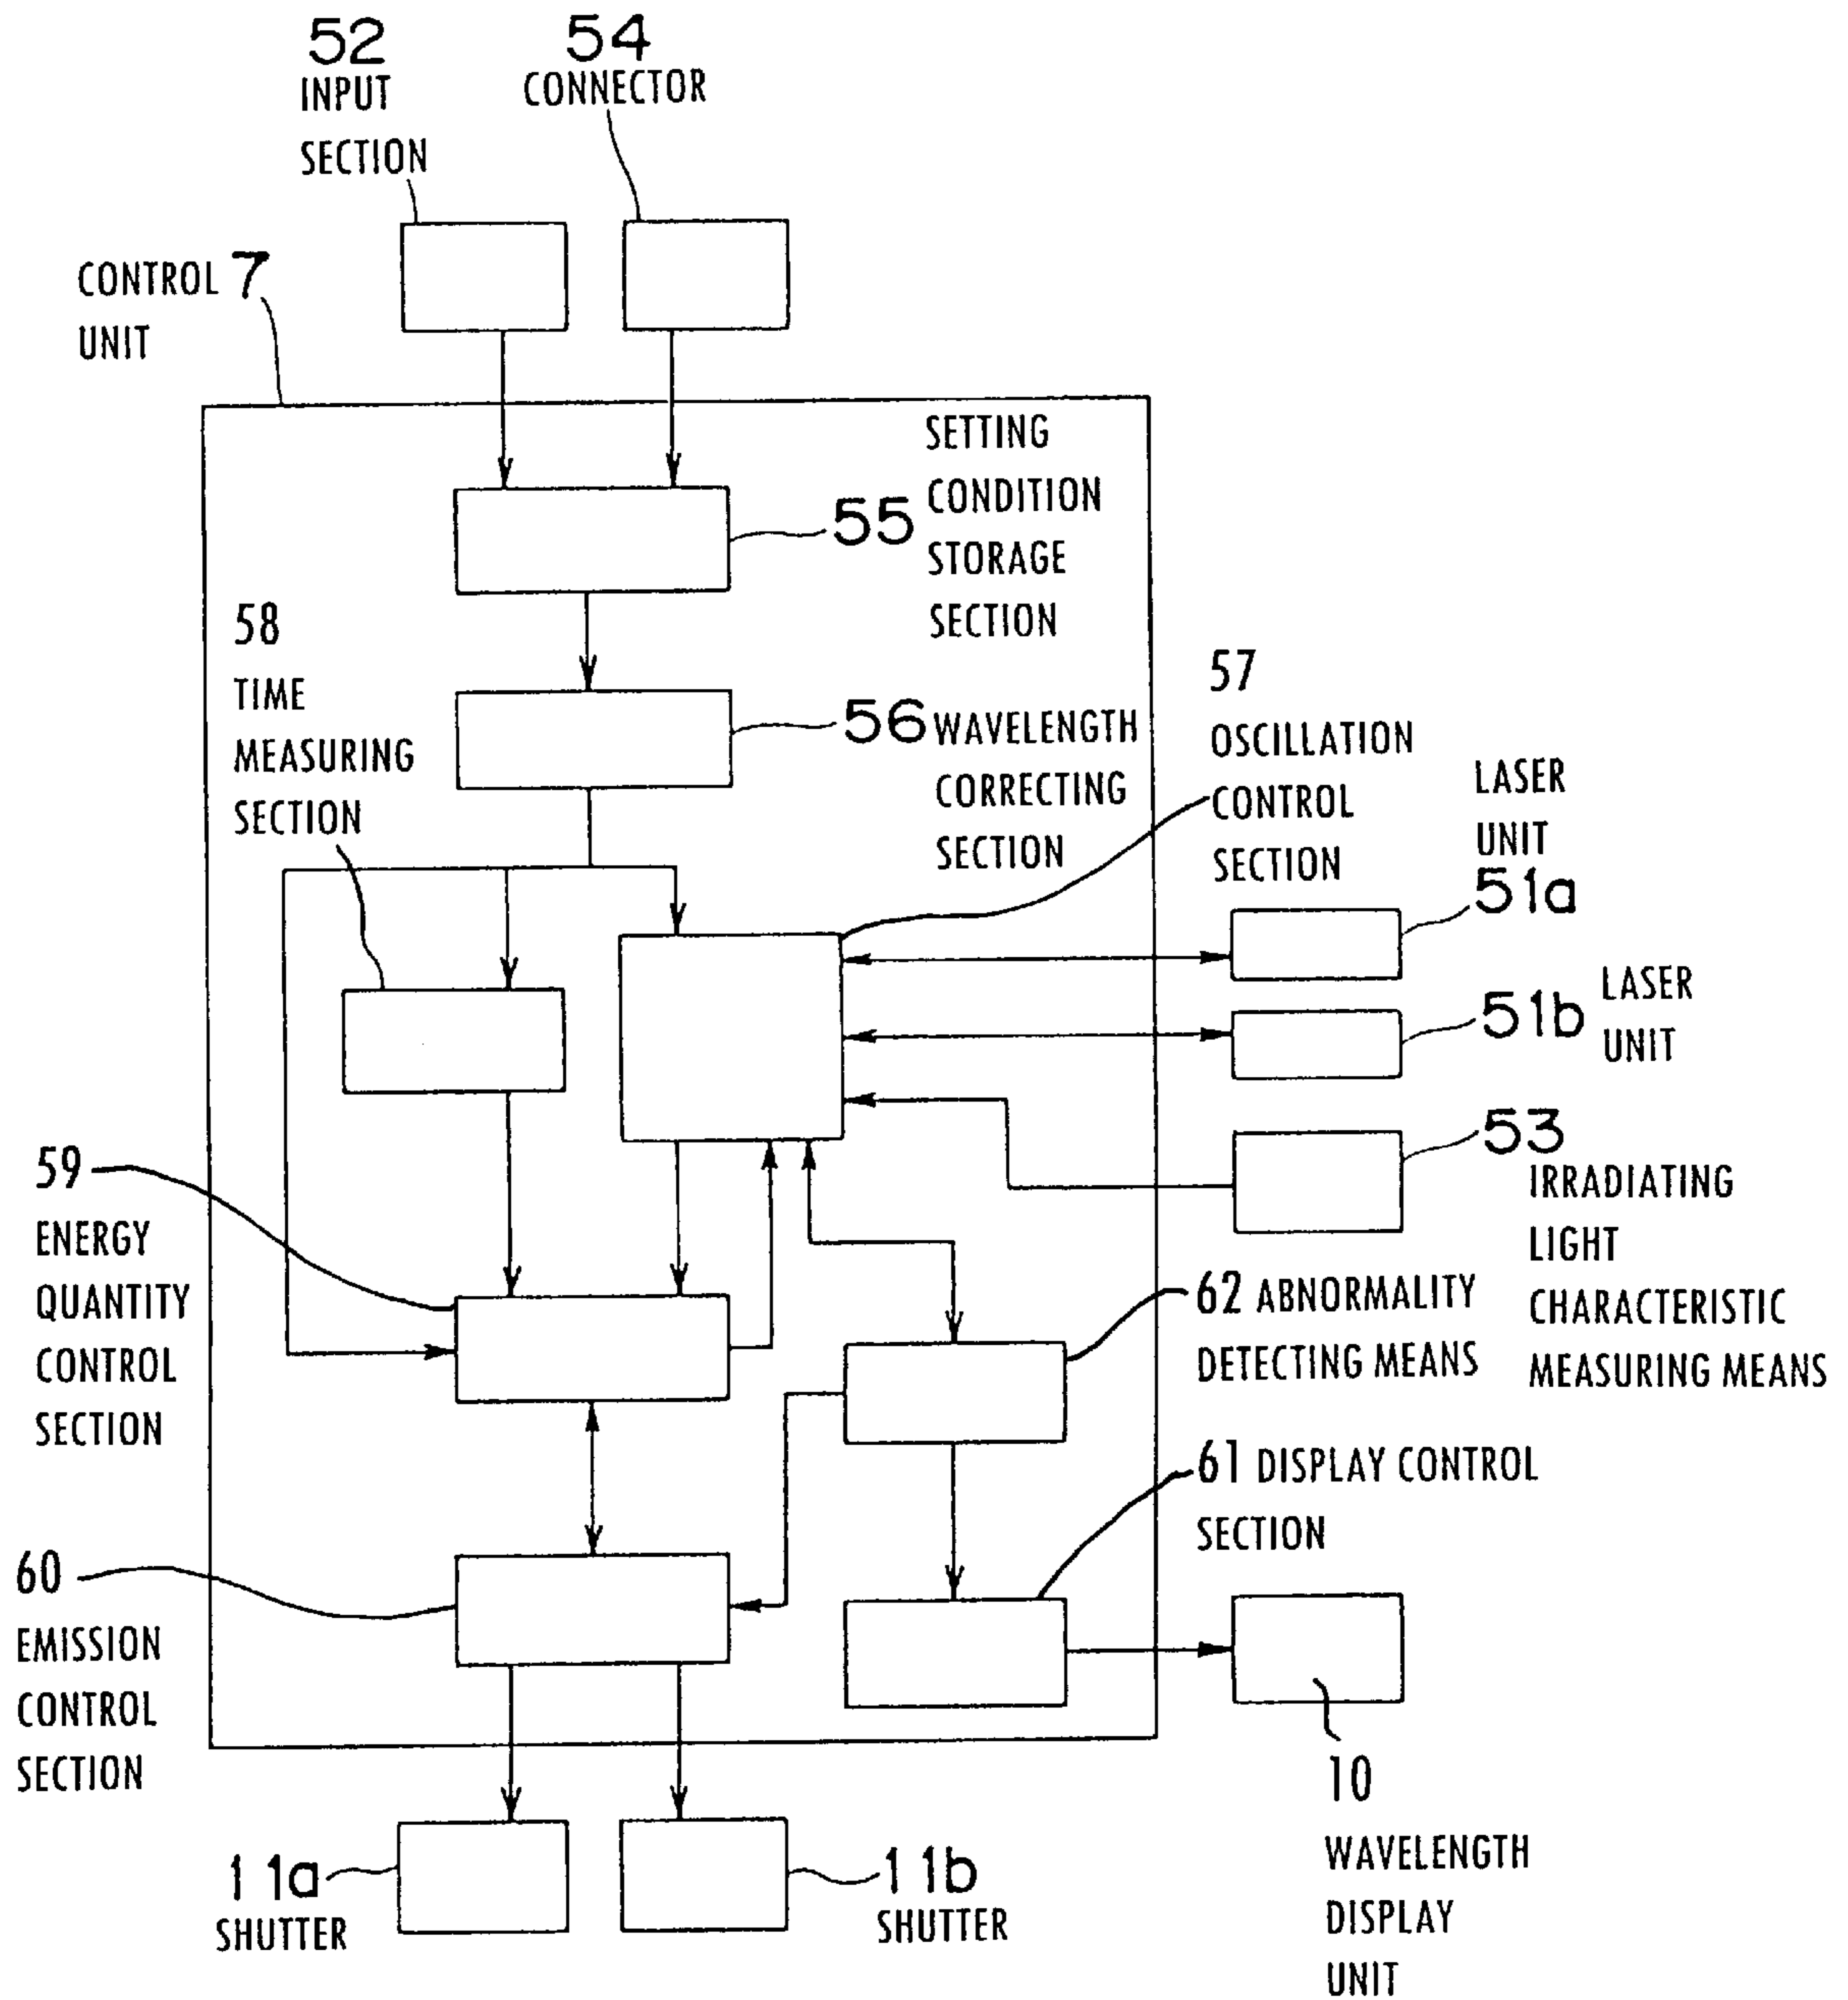 52
INPUT
SECTION
54
CONNECTOR
CONTROL 7
UNIT
55
SETTING
CONDITION
STORAGE
SECTION
58
TIME
MEASURING
SECTION
56 WAVELENGTH
CORRECTING
SECTION
57
OSCILLATION
CONTROL
SECTION
LASER
UNIT
51a
51b
LASER
UNIT
53
IRRADIATING
LIGHT
CHARACTERISTIC
MEASURING MEANS
59
ENERGY
QUANTITY
CONTROL
SECTION
62 ABNORMALITY
DETECTING MEANS
61 DISPLAY CONTROL
SECTION
60
EMISSION
CONTROL
SECTION
10
WAVELENGTH
DISPLAY
UNIT
11a
SHUTTER
11b
SHUTTER